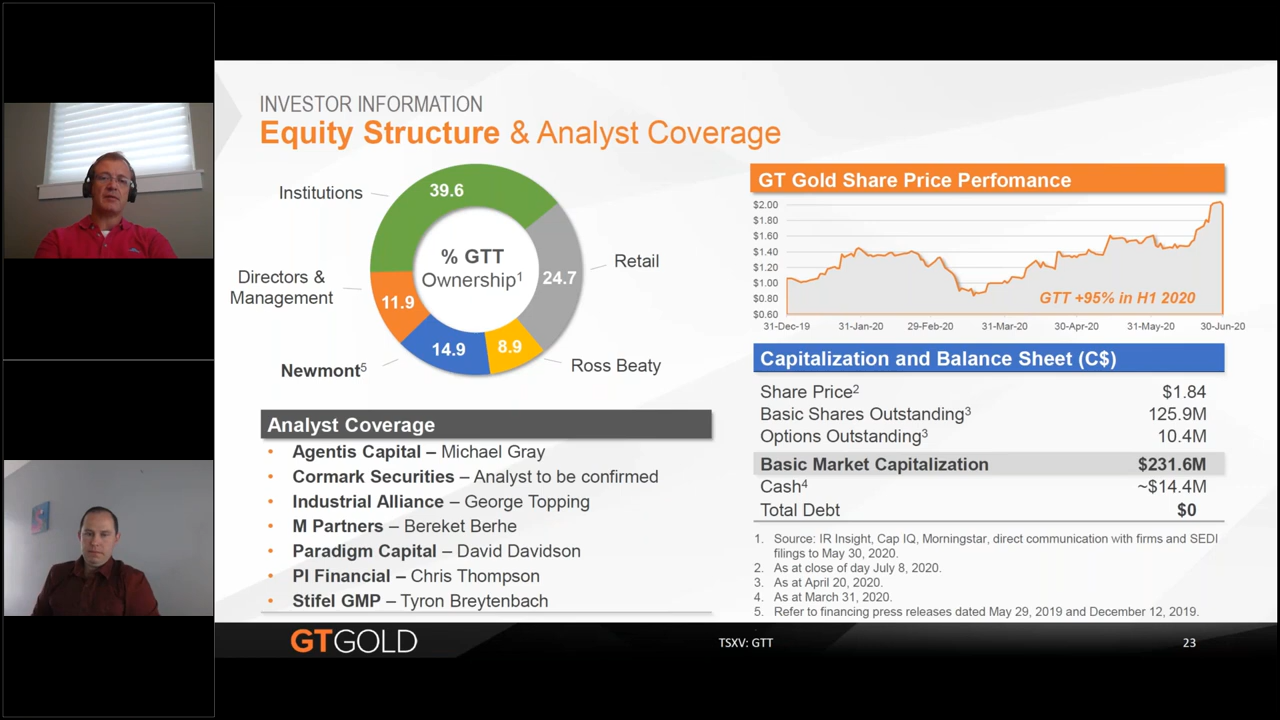 INVESTOR INFORMATION
Equity Structure & Analyst Coverage
Institutions
39.6
% GTT
Ownership1
24.7
Retail
Directors &
Management
11.9
14.9
8.9
Newmont5
Ross Beaty
Analyst Coverage
• Agentis Capital – Michael Gray
• Cormark Securities – Analyst to be confirmed
• Industrial Alliance – George Topping
• M Partners – Bereket Berhe
• Paradigm Capital – David Davidson
• PI Financial – Chris Thompson
• Stifel GMP – Tyron Breytenbach
GT Gold Share Price Perfomance
$2.00
$1.80
$1.60
$1.40
$1.20
$1.00
$0.80
$0.60
GTT +95% in H1 2020
31-Dec-19 31-Jan-20 29-Feb-20 31-Mar-20 30-Apr-20 31-May-20 30-Jun-20
Capitalization and Balance Sheet (C$)
Share Price2 $1.84
Basic Shares Outstanding3 125.9M
Options Outstanding3 10.4M
Basic Market Capitalization $231.6M
Cash4 ~$14.4M
Total Debt $0
1. Source: IR Insight, Cap IQ, Morningstar, direct communication with firms and SEDI
filings to May 30, 2020.
2. As at close of day July 8, 2020.
3. As at April 20, 2020.
4. As at March 31, 2020.
5. Refer to financing press releases dated May 29, 2019 and December 12, 2019.
GTGOLD
TSXV: GTT
23